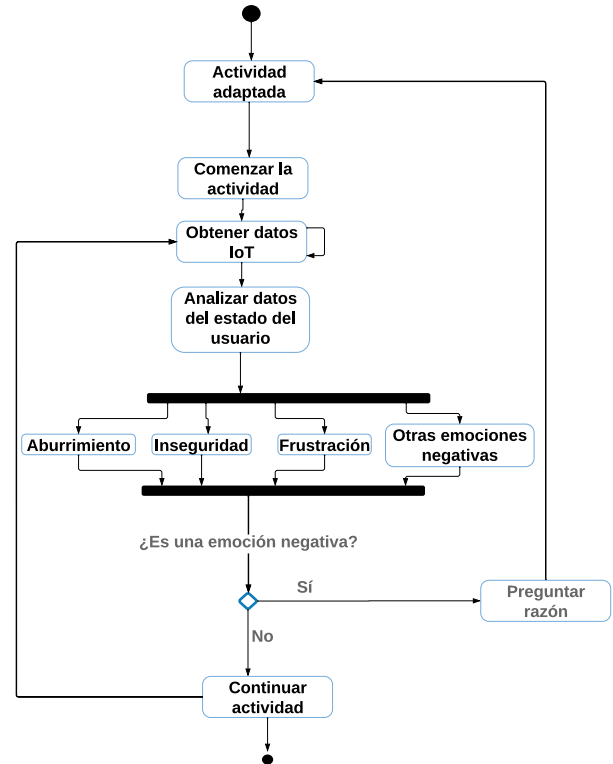 Actividad
adaptada
Comenzar la
actividad
Obtener datos
IoT
Analizar datos
del estado del
usuario
Aburrimiento
Inseguridad
Frustración
Otras emociones
negativas
¿Es una emoción negativa?
Sí
Preguntar
razón
No
Continuar
actividad